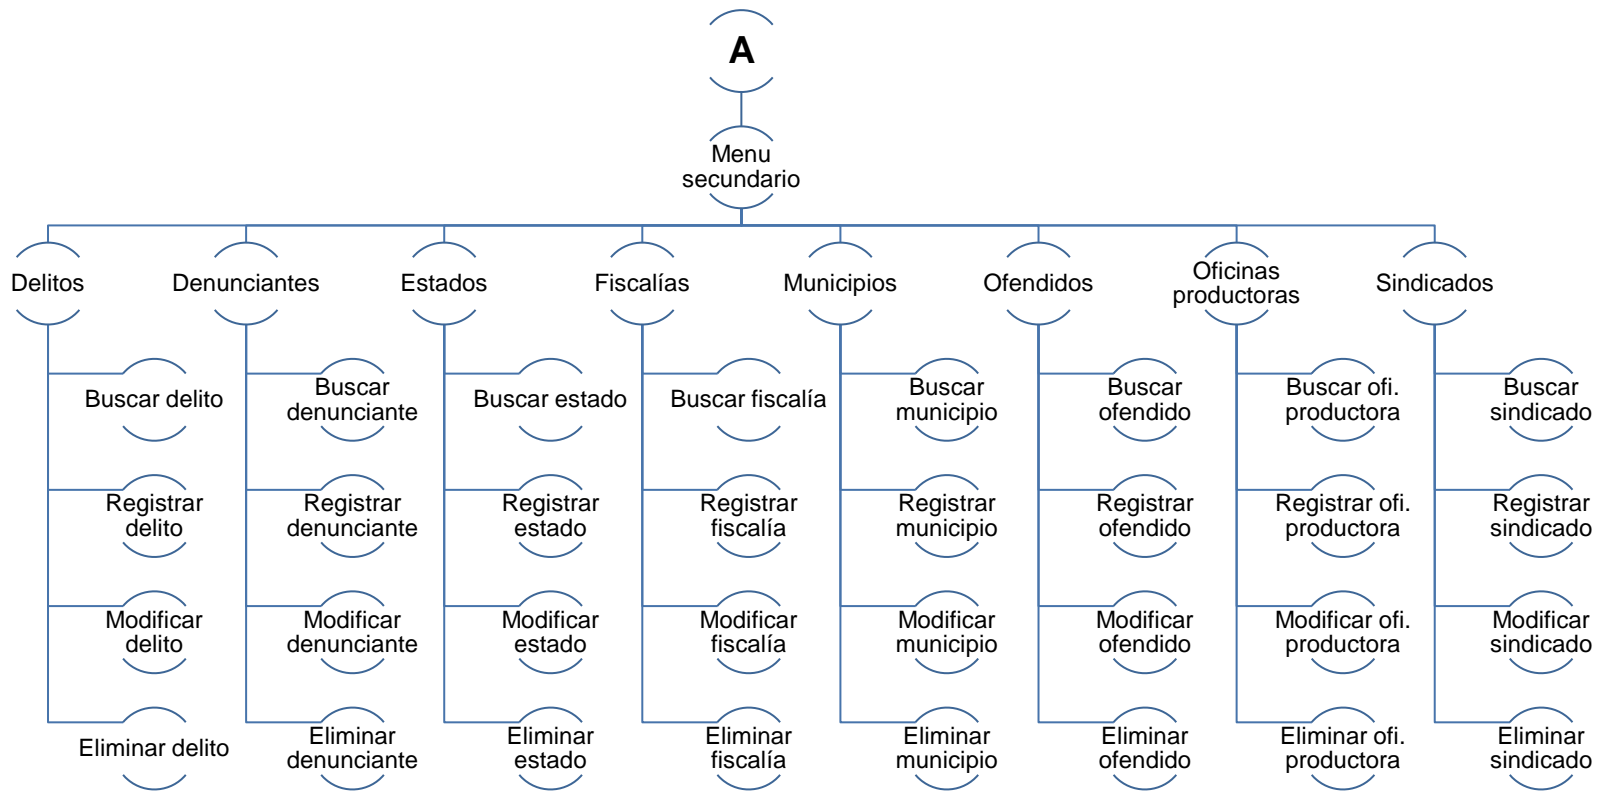 A
Menu
secundario
Delitos
Denunciantes
Estados
Fiscalías
Municipios
Ofendidos
Oficinas
productoras
Sindicados
Buscar delito
Buscar
denunciante
Buscar estado
Buscar fiscalía
Buscar
municipio
Buscar
ofendido
Buscar ofi.
productora
Buscar
sindicado
Registrar
delito
Registrar
denunciante
Registrar
estado
Registrar
fiscalía
Registrar
municipio
Registrar
ofendido
Registrar ofi.
productora
Registrar
sindicado
Modificar
delito
Modificar
denunciante
Modificar
estado
Modificar
fiscalía
Modificar
municipio
Modificar
ofendido
Modificar ofi.
productora
Modificar
sindicado
Eliminar delito
Eliminar
denunciante
Eliminar
estado
Eliminar
fiscalía
Eliminar
municipio
Eliminar
ofendido
Eliminar ofi.
productora
Eliminar
sindicado